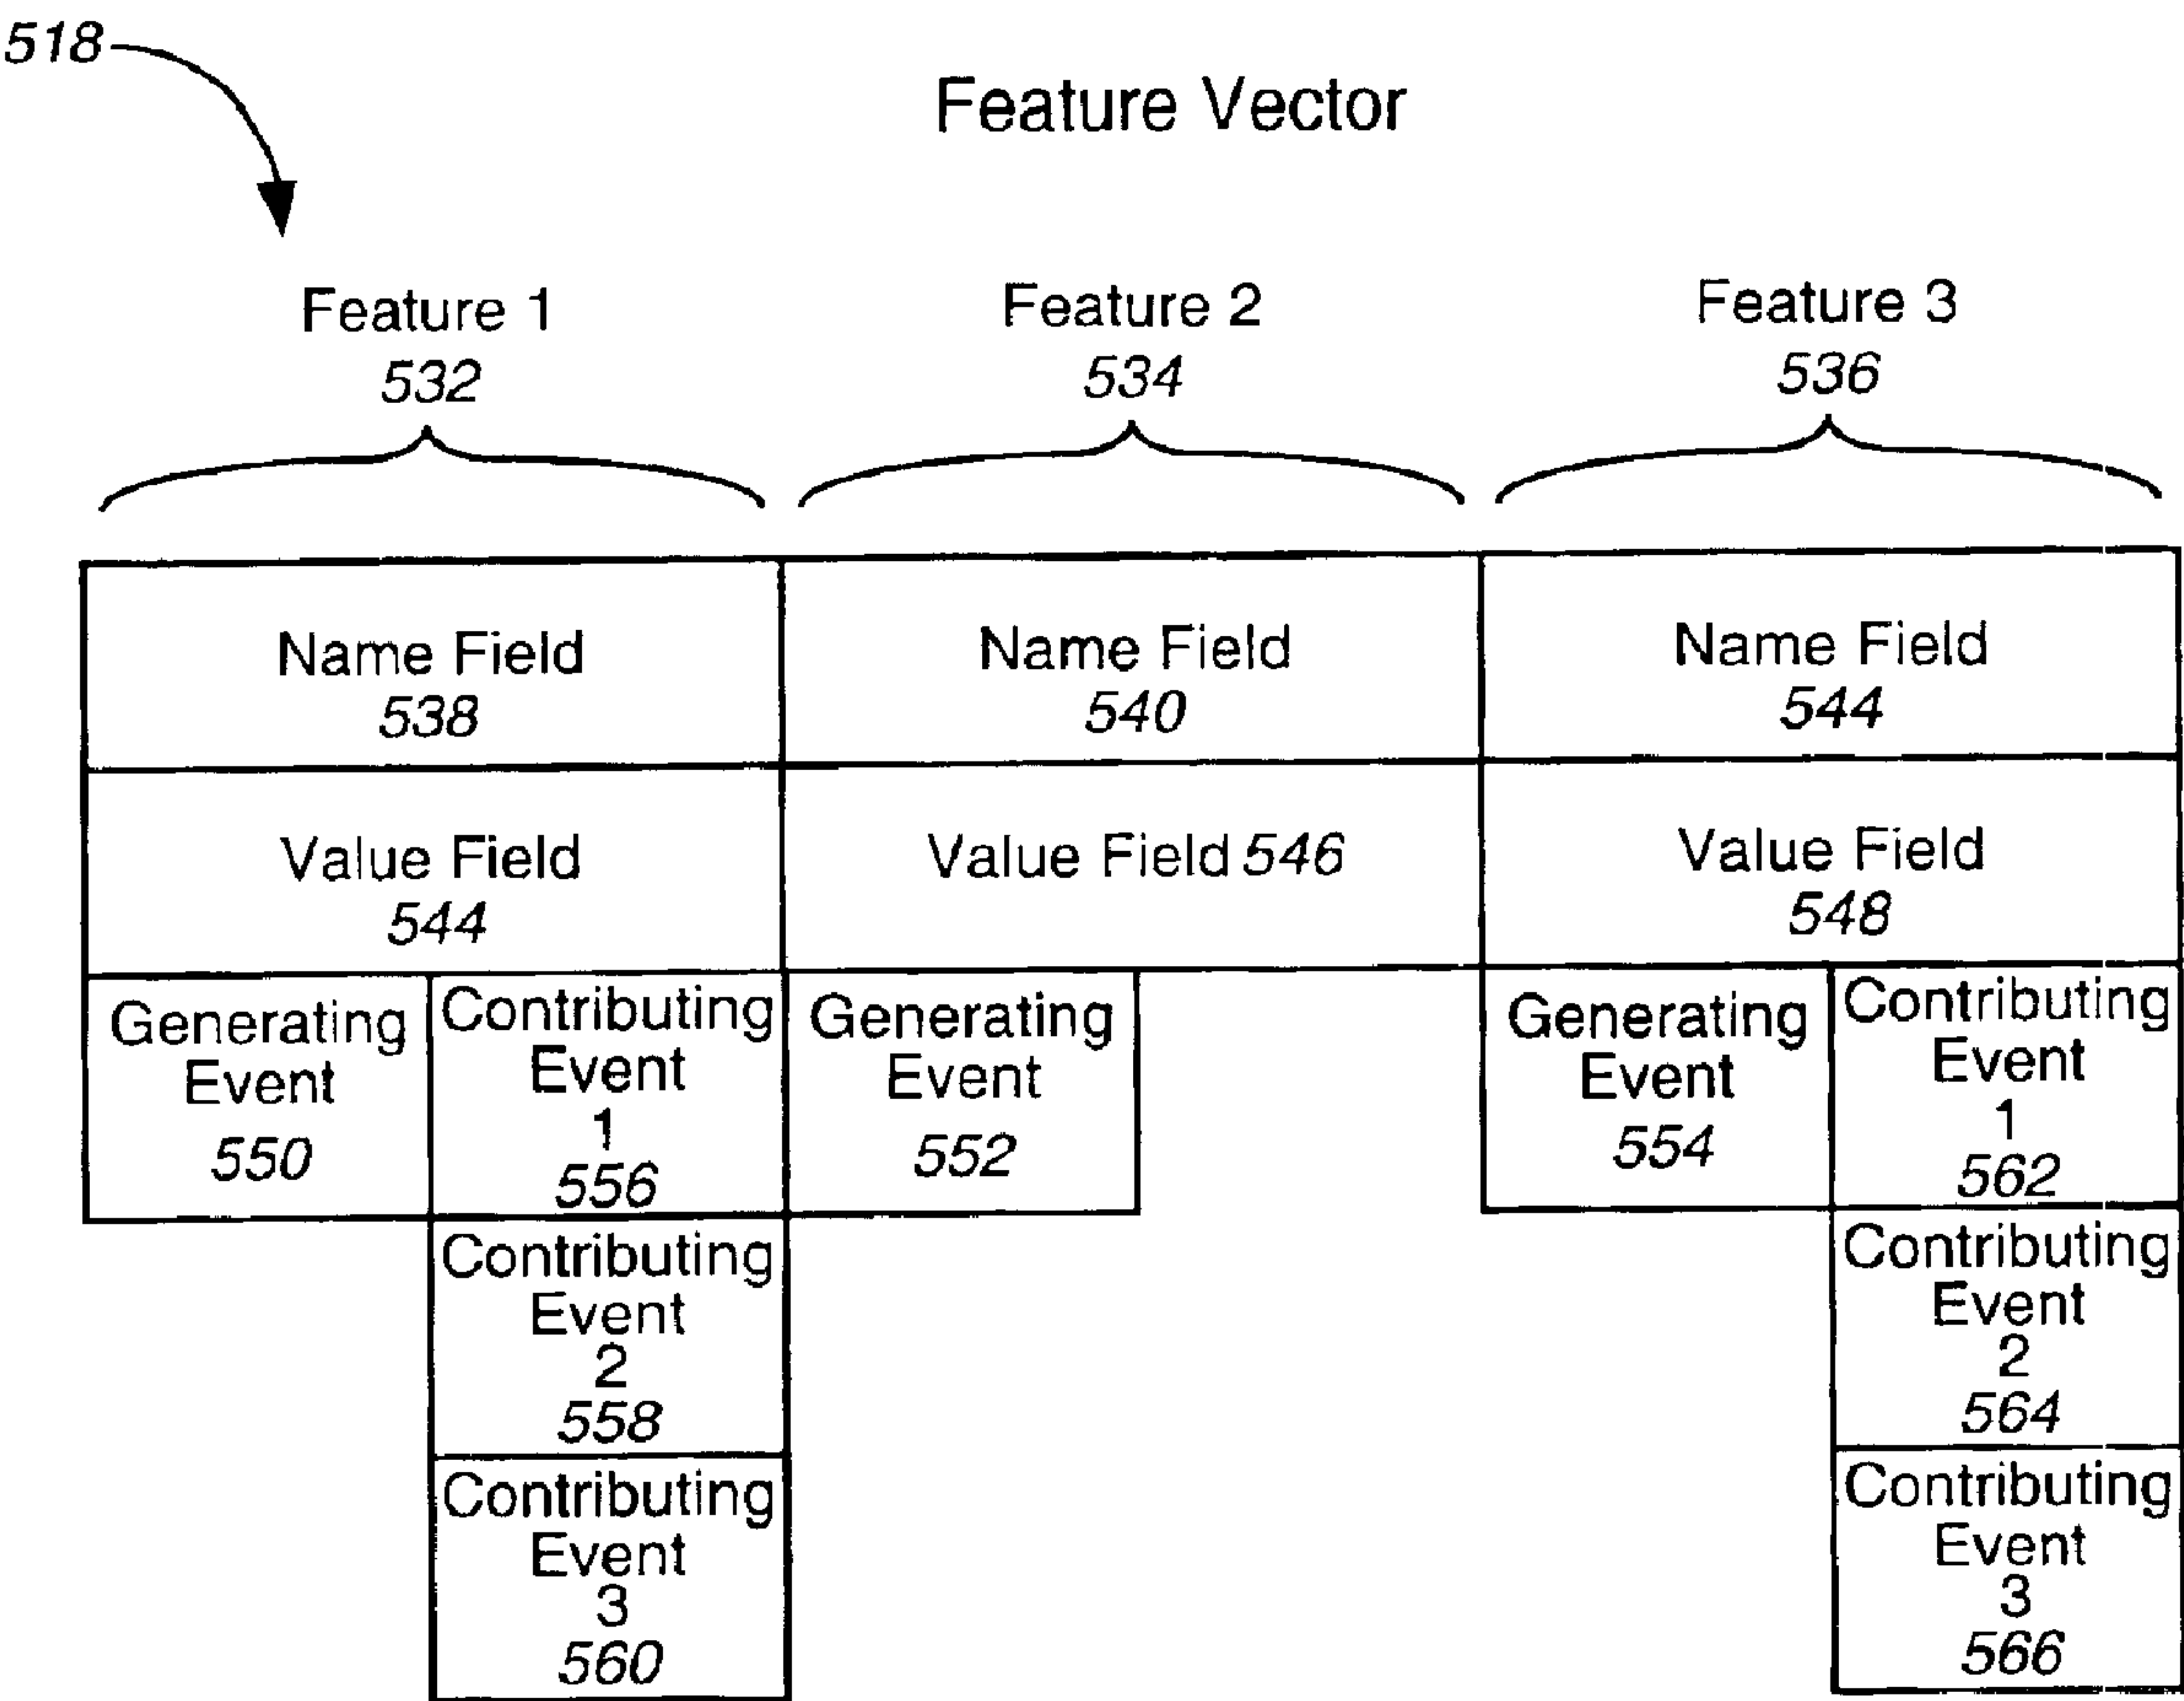 518
Feature Vector
Feature 1
532
Feature 2
534
Feature 3
536
Name Field
538
Name Field
540
Name Field
544
Value Field
544
Value Field 546
Value Field
548
Generating
Event
550
Contributing
Event
1
556
Generating
Event
552
Generating
Event
554
Contributing
Event
1
562
Contributing
Event
2
558
Contributing
Event
2
564
Contributing
Event
3
560
Contributing
Event
3
566